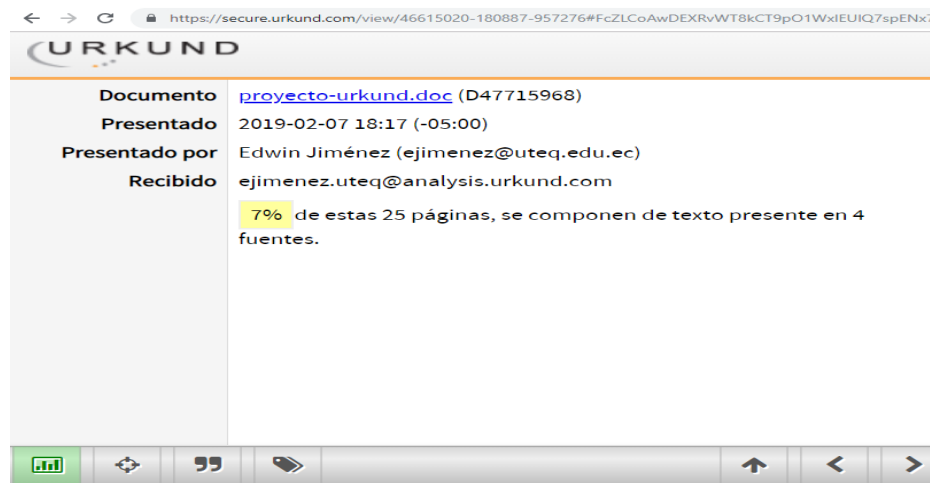 https://secure.urkund.com/view/46615020-180887-957276#FcZLCoAwDEXRvWT8kCT9pO1WxIEUIQ7spENx7
URKUND
Documento proyecto-urkund.doc (D47715968)
Presentado 2019-02-07 18:17 (-05:00)
Presentado por Edwin Jiménez (ejimenez@uteq.edu.ec)
Recibido ejimenez.uteq@analysis.urkund.com
7% de estas 25 páginas, se componen de texto presente en 4
fuentes.